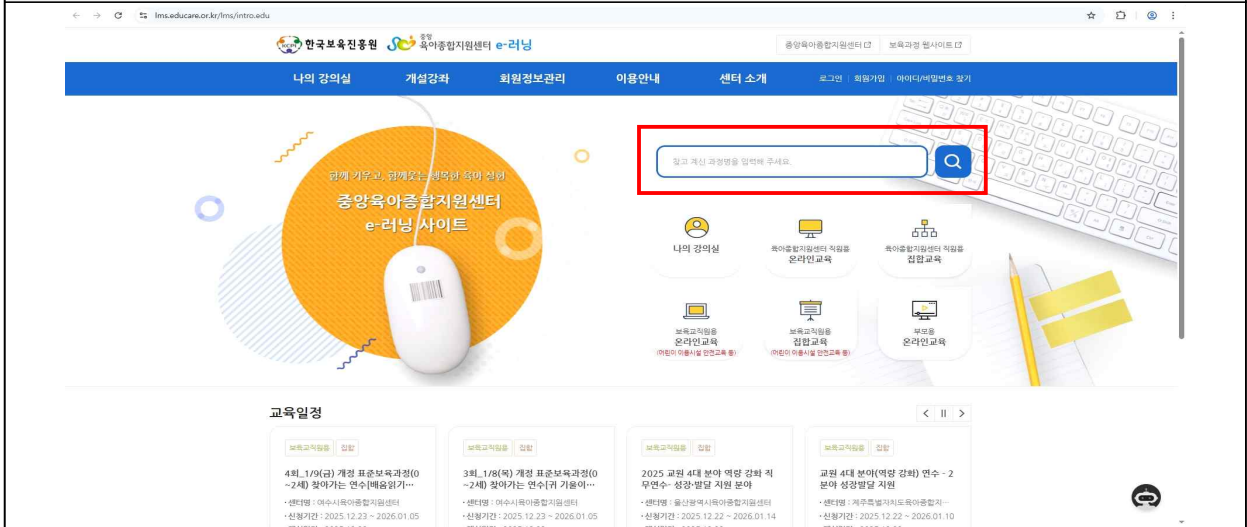 lms.educare.or.kr/lms/intro.edu
KCPI 한국보육진흥원 중앙 육아종합지원센터 e-러닝
중앙육아종합지원센터
보육과정 웹사이트
나의 강의실 개설강좌 회원정보관리 이용안내 센터 소개
로그인 회원가입 아이디/비밀번호 찾기
함께 키우고, 함께웃는 행복한 육아 실현
중앙육아종합지원센터
e-러닝 사이트
찾고 계신 과정명을 입력해 주세요.
나의 강의실
육아종합지원센터 직원용
온라인교육
육아종합지원센터 직원용
집합교육
보육교직원용
온라인교육
(어린이 이용시설 안전교육 등)
보육교직원용
집합교육
(어린이 이용시설 안전교육 등)
부모용
온라인교육
교육일정
보육교직원용 집합
4회_1/9(금) 개정 표준보육과정(0
~2세) 찾아가는 연수[배움읽기…
• 센터명 : 여수시육아종합지원센터
• 신청기간 : 2025.12.23 ~ 2026.01.05
보육교직원용 집합
3회_1/8(목) 개정 표준보육과정(0
~2세) 찾아가는 연수[귀 기울이…
• 센터명 : 여수시육아종합지원센터
• 신청기간 : 2025.12.23 ~ 2026.01.05
보육교직원용 집합
2025 교원 4대 분야 역량 강화 직
무연수- 성장·발달 지원 분야
• 센터명 : 울산광역시육아종합지원센터
• 신청기간 : 2025.12.22 ~ 2026.01.14
보육교직원용 집합
교원 4대 분야(역량 강화) 연수 - 2
분야 성장발달 지원
• 센터명 : 제주특별자치도육아종합지…
• 신청기간 : 2025.12.22 ~ 2026.01.10